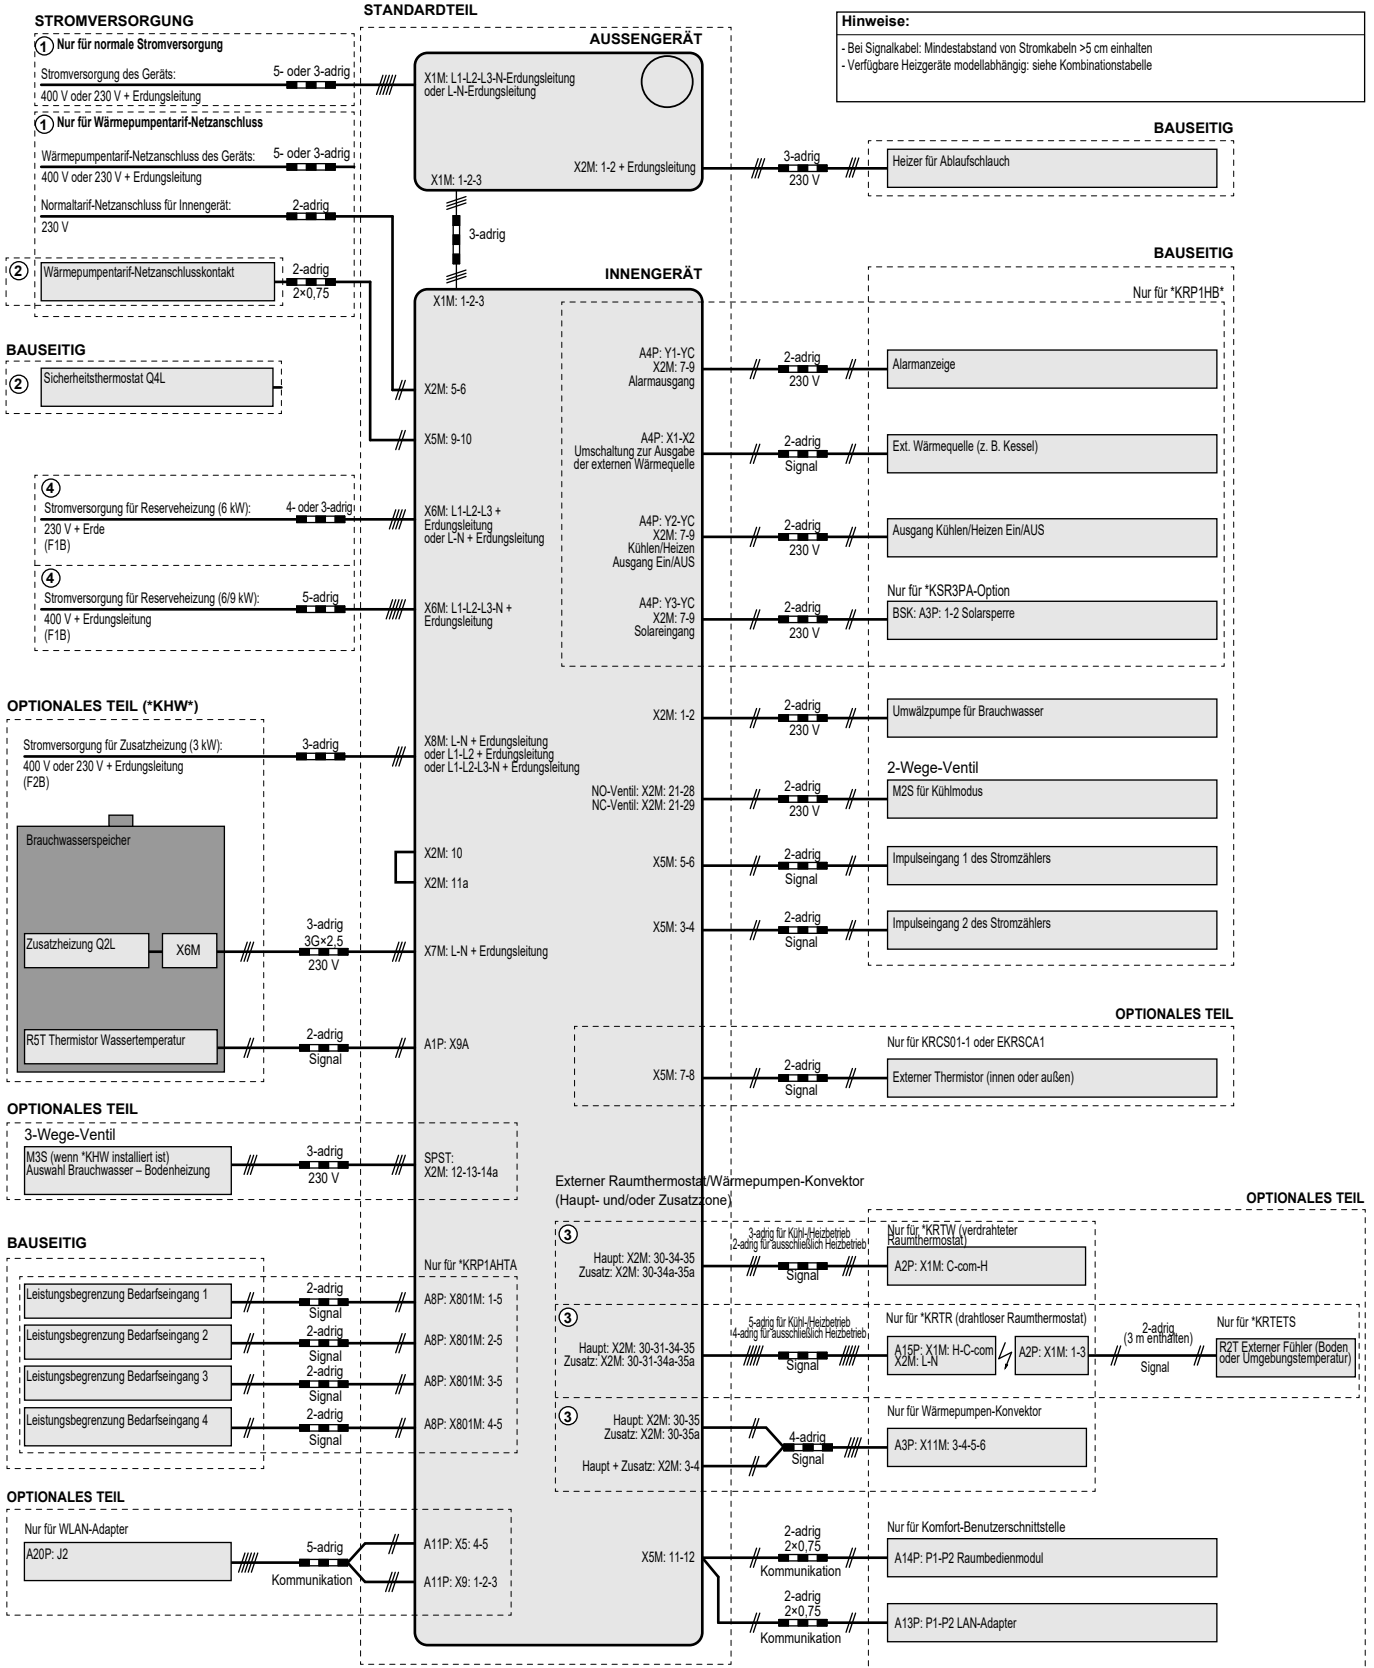 STROMVERSORGUNG
① Nur für normale Stromversorgung
Stromversorgung des Geräts:
5- oder 3-adrig
400 V oder 230 V + Erdungsleitung
① Nur für Wärmepumpentarif-Netzanschluss
Wärmepumpentarif-Netzanschluss des Geräts:
5- oder 3-adrig
400 V oder 230 V + Erdungsleitung
Normaltarif-Netzanschluss für Innengerät:
2-adrig
230 V
②
Wärmepumpentarif-Netzanschlusskontakt
2-adrig
2×0,75
BAUSEITIG
②
Sicherheitsthermostat Q4L
④
Stromversorgung für Reserveheizung (6 kW):
4- oder 3-adrig
230 V + Erde
(F1B)
④
Stromversorgung für Reserveheizung (6/9 kW):
5-adrig
400 V + Erdungsleitung
(F1B)
OPTIONALES TEIL (*KHW*)
Stromversorgung für Zusatzheizung (3 kW):
3-adrig
400 V oder 230 V + Erdungsleitung
(F2B)
Brauchwasserspeicher
Zusatzheizung Q2L
X6M
3-adrig
3G×2,5
230 V
R5T Thermistor Wassertemperatur
2-adrig
Signal
OPTIONALES TEIL
3-Wege-Ventil
M3S (wenn *KHW installiert ist)
Auswahl Brauchwasser – Bodenheizung
3-adrig
230 V
BAUSEITIG
Leistungsbegrenzung Bedarfseingang 1
2-adrig
Signal
Leistungsbegrenzung Bedarfseingang 2
2-adrig
Signal
Leistungsbegrenzung Bedarfseingang 3
2-adrig
Signal
Leistungsbegrenzung Bedarfseingang 4
2-adrig
Signal
OPTIONALES TEIL
Nur für WLAN-Adapter
A20P: J2
5-adrig
Kommunikation
STANDARDTEIL
AUSSENGERÄT
X1M: L1-L2-L3-N-Erdungsleitung
oder L-N-Erdungsleitung
X2M: 1-2 + Erdungsleitung
X1M: 1-2-3
3-adrig
INNENGERÄT
X1M: 1-2-3
X2M: 5-6
X5M: 9-10
X6M: L1-L2-L3 +
Erdungsleitung
oder L-N + Erdungsleitung
X6M: L1-L2-L3-N +
Erdungsleitung
X8M: L-N + Erdungsleitung
oder L1-L2 + Erdungsleitung
oder L1-L2-L3-N + Erdungsleitung
X2M: 10
X2M: 11a
X7M: L-N + Erdungsleitung
A1P: X9A
SPST:
X2M: 12-13-14a
Nur für *KRP1AHTA
A8P: X801M: 1-5
A8P: X801M: 2-5
A8P: X801M: 3-5
A8P: X801M: 4-5
A11P: X5: 4-5
A11P: X9: 1-2-3
Hinweise:
- Bei Signalkabel: Mindestabstand von Stromkabeln >5 cm einhalten
- Verfügbare Heizgeräte modellabhängig: siehe Kombinationstabelle
BAUSEITIG
3-adrig
230 V
Heizer für Ablaufschlauch
BAUSEITIG
Nur für *KRP1HB*
A4P: Y1-YC
X2M: 7-9
Alarmausgang
2-adrig
230 V
Alarmanzeige
A4P: X1-X2
Umschaltung zur Ausgabe
der externen Wärmequelle
2-adrig
Signal
Ext. Wärmequelle (z. B. Kessel)
A4P: Y2-YC
X2M: 7-9
Kühlen/Heizen
Ausgang Ein/AUS
2-adrig
230 V
Ausgang Kühlen/Heizen Ein/AUS
Nur für *KSR3PA-Option
A4P: Y3-YC
X2M: 7-9
Solareingang
2-adrig
230 V
BSK: A3P: 1-2 Solarsperre
X2M: 1-2
2-adrig
230 V
Umwälzpumpe für Brauchwasser
2-Wege-Ventil
NO-Ventil: X2M: 21-28
NC-Ventil: X2M: 21-29
2-adrig
230 V
M2S für Kühlmodus
X5M: 5-6
2-adrig
Signal
Impulseingang 1 des Stromzählers
X5M: 3-4
2-adrig
Signal
Impulseingang 2 des Stromzählers
OPTIONALES TEIL
Nur für KRCS01-1 oder EKRSCA1
X5M: 7-8
2-adrig
Signal
Externer Thermistor (innen oder außen)
Externer Raumthermostat/Wärmepumpen-Konvektor
(Haupt- und/oder Zusatzzone)
OPTIONALES TEIL
③
Haupt: X2M: 30-34-35
Zusatz: X2M: 30-34a-35a
3-adrig für Kühl-/Heizbetrieb
2-adrig für ausschließlich Heizbetrieb
Signal
Nur für *KRTW (verdrahteter
Raumthermostat)
A2P: X1M: C-com-H
③
Haupt: X2M: 30-31-34-35
Zusatz: X2M: 30-31-34a-35a
5-adrig für Kühl-/Heizbetrieb
4-adrig für ausschließlich Heizbetrieb
Signal
Nur für *KRTR (drahtloser Raumthermostat)
A15P: X1M: H-C-com
X2M: L-N
A2P: X1M: 1-3
2-adrig
(3 m enthalten)
Signal
Nur für *KRTETS
R2T Externer Fühler (Boden
oder Umgebungstemperatur)
③
Haupt: X2M: 30-35
Zusatz: X2M: 30-35a
Haupt + Zusatz: X2M: 3-4
4-adrig
Signal
Nur für Wärmepumpen-Konvektor
A3P: X11M: 3-4-5-6
X5M: 11-12
2-adrig
2×0,75
Kommunikation
Nur für Komfort-Benutzerschnittstelle
A14P: P1-P2 Raumbedienmodul
2-adrig
2×0,75
Kommunikation
A13P: P1-P2 LAN-Adapter